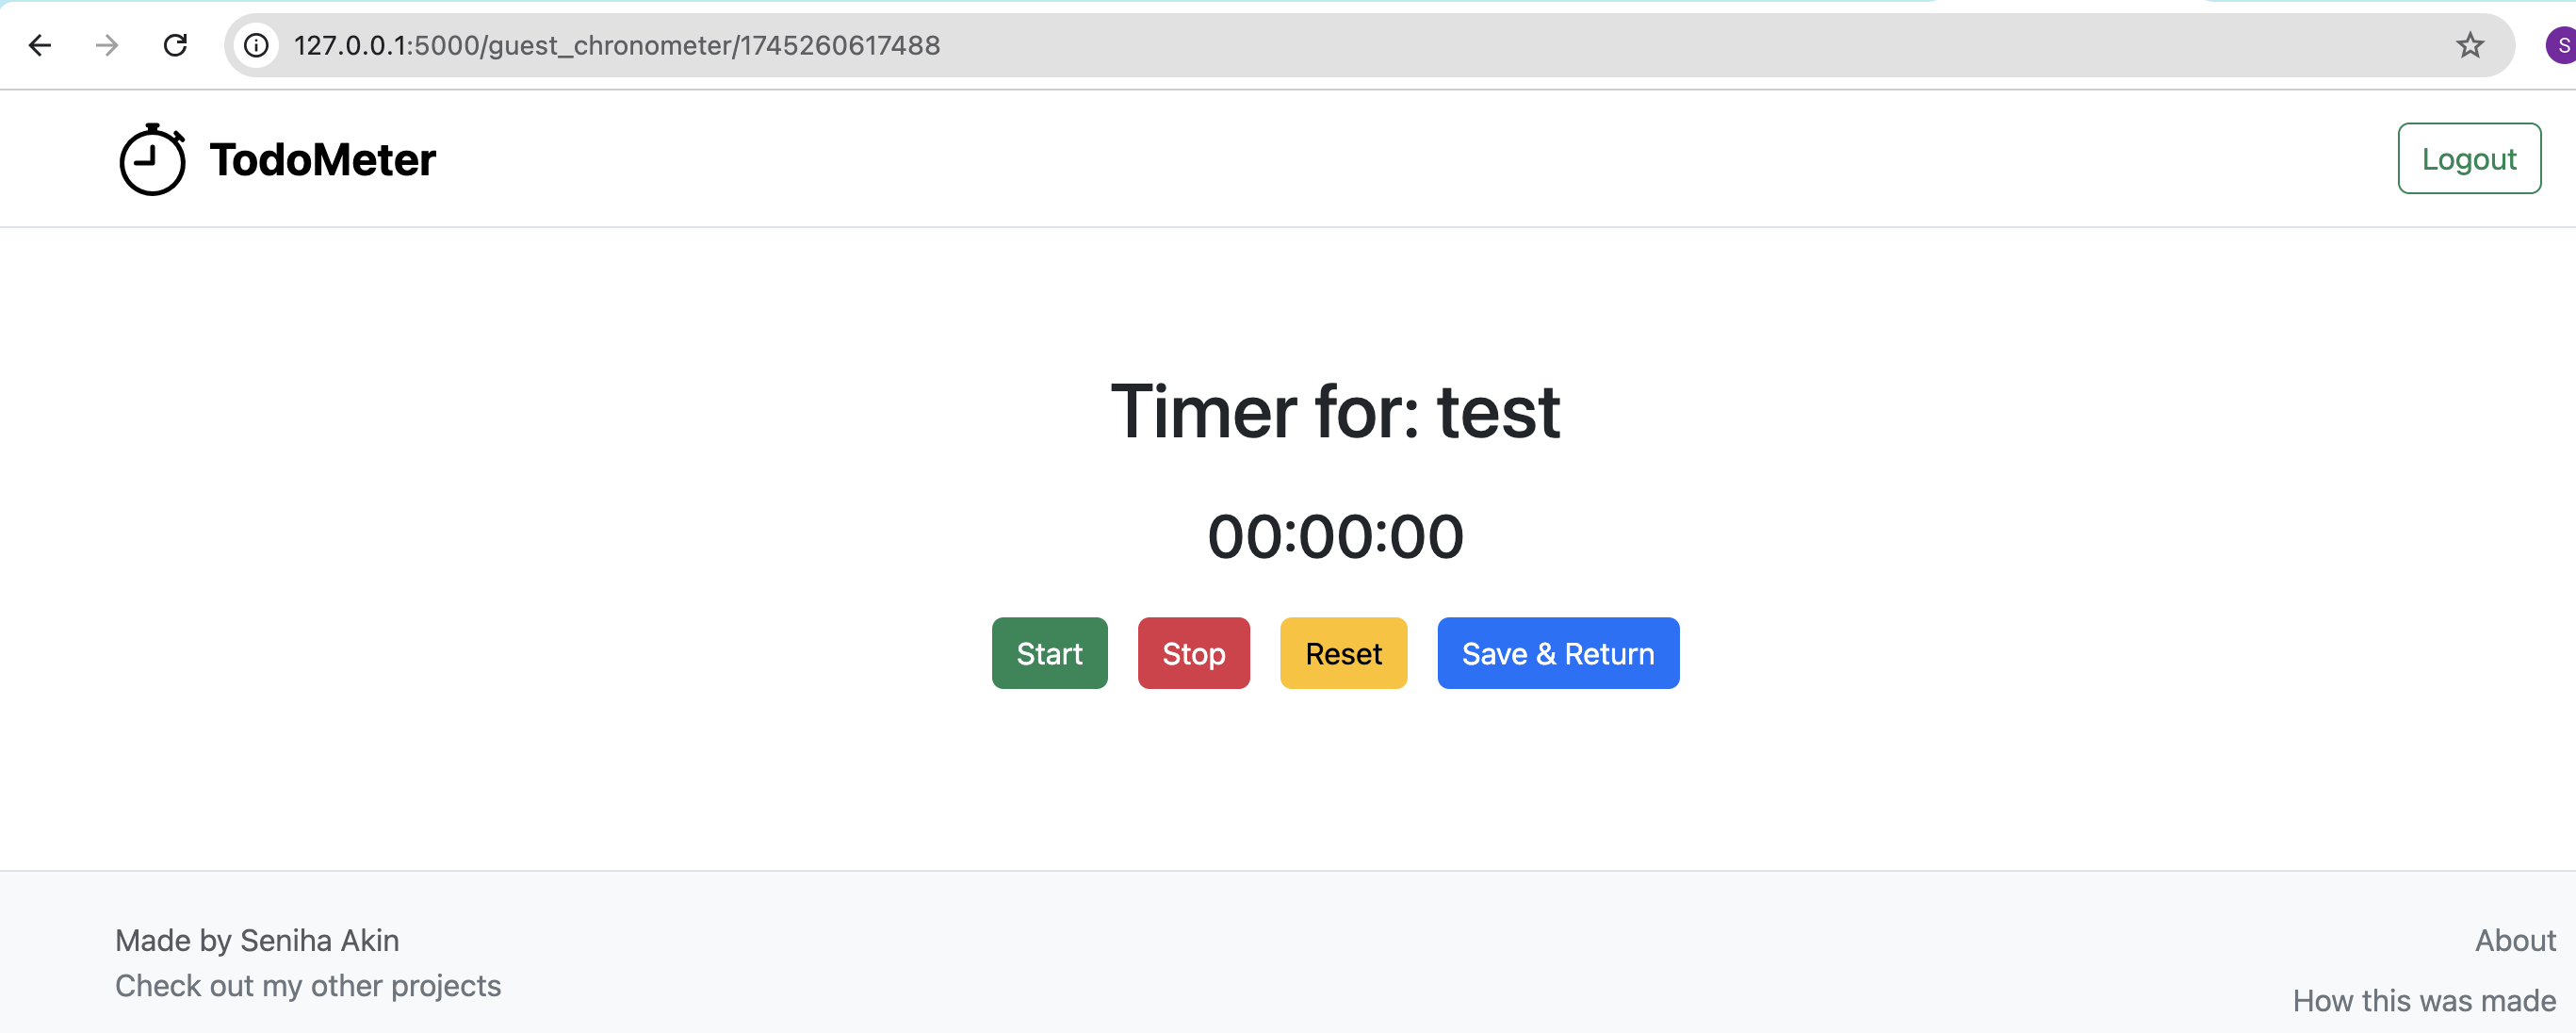 127.0.0.1:5000/guest_chronometer/1745260617488
S
TodoMeter
Logout
Timer for: test
00:00:00
Start Stop Reset Save & Return
Made by Seniha Akin
About
Check out my other projects
How this was made